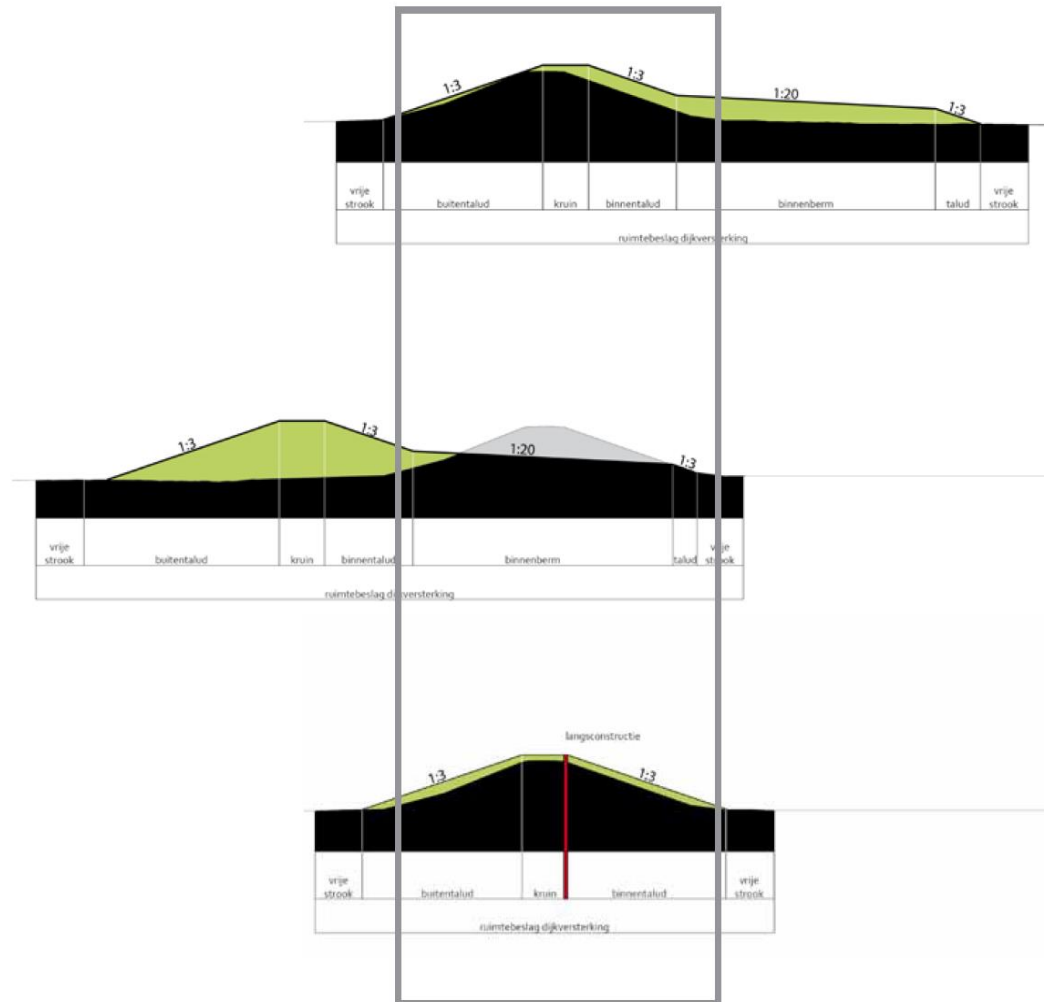 1:3
1:3
1:20
1:3
vrije
strook
buitentalud
kruin
binnentalud
binnenberm
talud
vrije
strook
ruimtebeslag dijkversterking
1:3
1:3
1:20
1:3
vrije
strook
buitentalud
kruin
binnentalud
binnenberm
talud
vrije
strook
ruimtebeslag dijkversterking
langsconstructie
1:3
1:3
vrije
strook
buitentalud
kruin
binnentalud
vrije
strook
ruimtebeslag dijkversterking